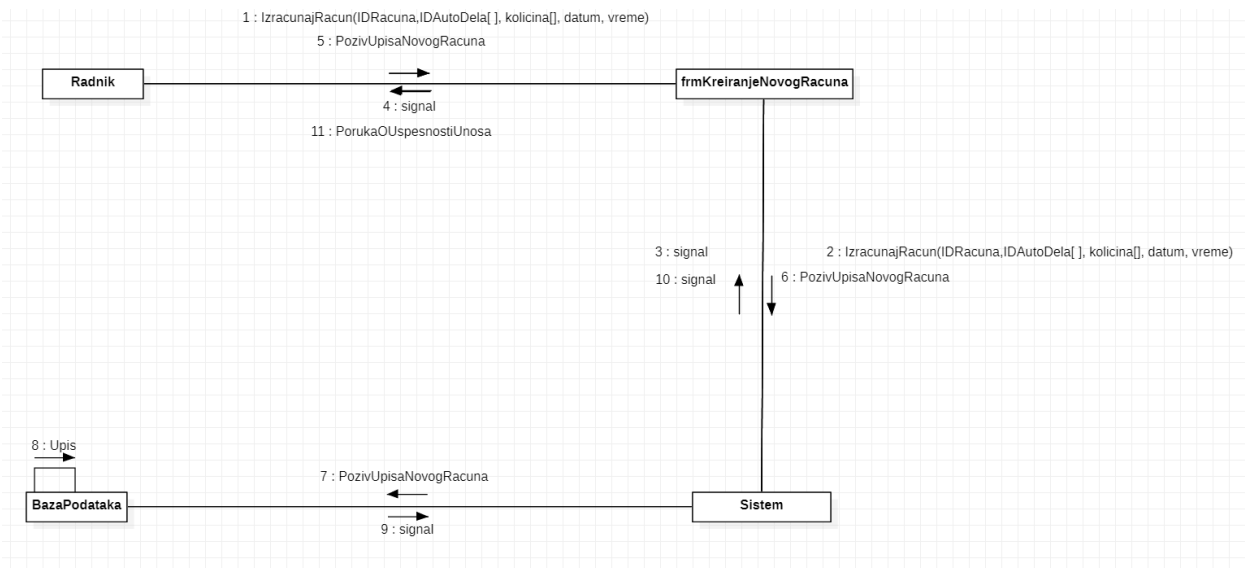 1 : IzracunajRacun(IDRacuna,IDAutoDela[ ], kolicina[], datum, vreme)
5 : PozivUpisaNovogRacuna
Radnik
frmKreiranjeNovogRacuna
4 : signal
11 : PorukaOUspesnostiUnosa
3 : signal
2 : IzracunajRacun(IDRacuna,IDAutoDela[ ], kolicina[], datum, vreme)
10 : signal
6 : PozivUpisaNovogRacuna
8 : Upis
7 : PozivUpisaNovogRacuna
BazaPodataka
Sistem
9 : signal